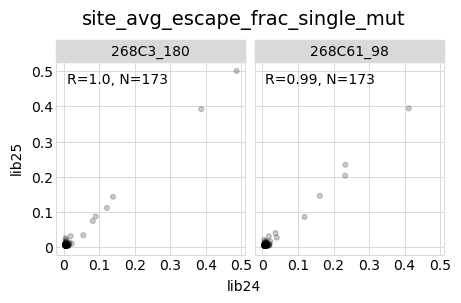 site_avg_escape_frac_single_mut
268C3_180
268C61_98
R=1.0, N=173
R=0.99, N=173
0.5
0.4
0.3
0.2
0.1
0
lib25
0 0.1 0.2 0.3 0.4 0.5
0 0.1 0.2 0.3 0.4 0.5
lib24